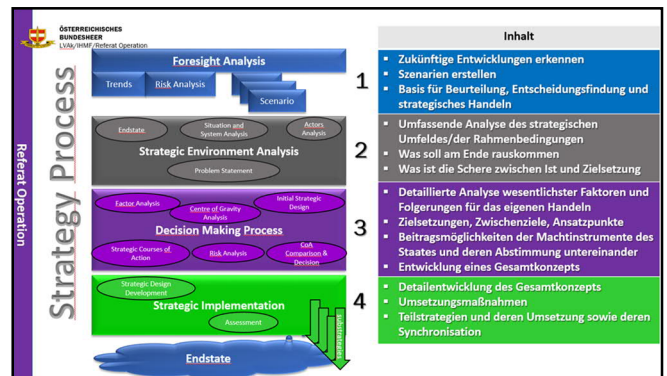 ÖSTERREICHISCHES
BUNDESHEER
LVAk/IHMF/Referat Operation
Referat Operation
Strategy Process
Foresight Analysis
Trends
Risk Analysis
Scenario
1
Endstate
Situation and
System Analysis
Actors
Analysis
Strategic Environment Analysis
Problem Statement
2
Factor Analysis
Centre of Gravity
Analysis
Initial Strategic
Design
Decision Making Process
Strategic Courses of
Action
Risk Analysis
CoA
Comparison &
Decision
3
Strategic Design
Development
Strategic Implementation
Assessment
substrategies
4
Endstate
Inhalt
▪ Zukünftige Entwicklungen erkennen
▪ Szenarien erstellen
▪ Basis für Beurteilung, Entscheidungsfindung und
strategisches Handeln
▪ Umfassende Analyse des strategischen
Umfeldes/der Rahmenbedingungen
▪ Was soll am Ende rauskommen
▪ Was ist die Schere zwischen Ist und Zielsetzung
▪ Detaillierte Analyse wesentlichster Faktoren und
Folgerungen für das eigenen Handeln
▪ Zielsetzungen, Zwischenziele, Ansatzpunkte
▪ Beitragsmöglichkeiten der Machtinstrumente des
Staates und deren Abstimmung untereinander
▪ Entwicklung eines Gesamtkonzepts
▪ Detailentwicklung des Gesamtkonzepts
▪ Umsetzungsmaßnahmen
▪ Teilstrategien und deren Umsetzung sowie deren
Synchronisation